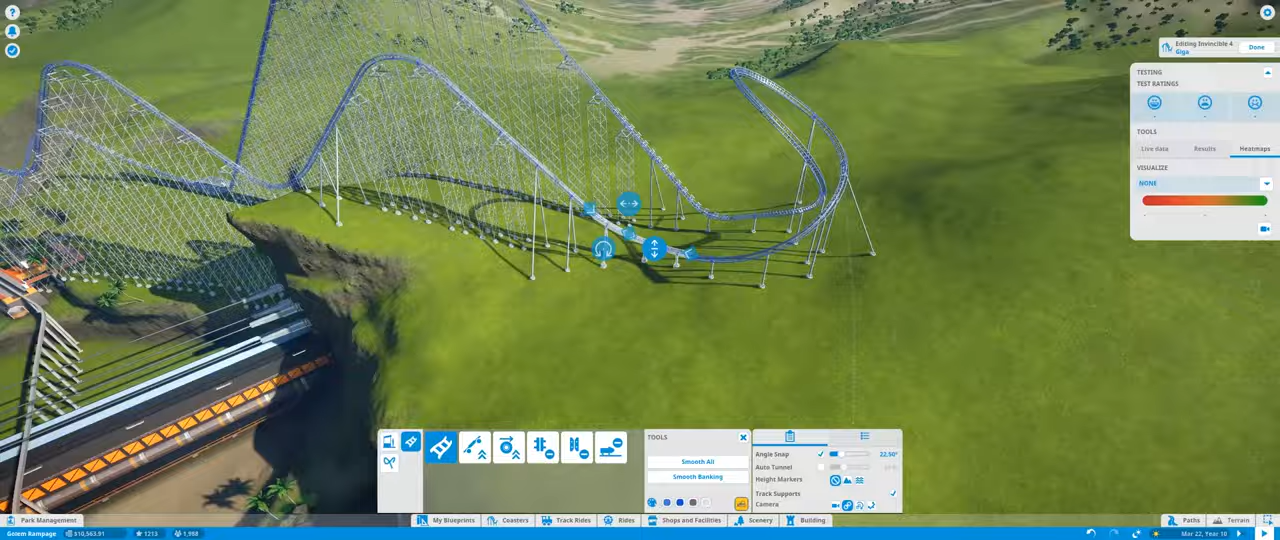 ?
Editing Invincible 4
Giga
Done
TESTING
TEST RATINGS
- - -
TOOLS
Live data Results Heatmaps
VISUALIZE
NONE
- - -
TOOLS
Smooth All
Smooth Banking
Angle Snap 22.50°
Auto Tunnel
Height Markers
Track Supports
Camera
Park Management
My Blueprints Coasters Track Rides Rides Shops and Facilities Scenery Building
Paths Terrain
Golem Rampage $10,563.91 1213 1,998
Mar 22, Year 10